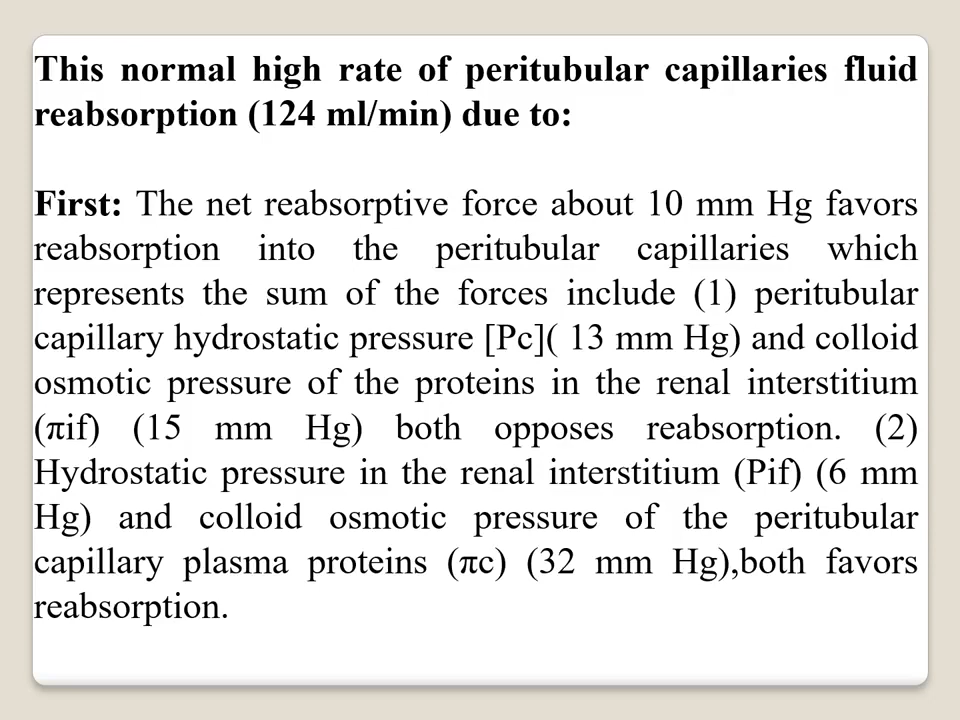 This normal high rate of peritubular capillaries fluid
reabsorption (124 ml/min) due to:
First: The net reabsorptive force about 10 mm Hg favors
reabsorption into the peritubular capillaries which
represents the sum of the forces include (1) peritubular
capillary hydrostatic pressure [Pc]( 13 mm Hg) and colloid
osmotic pressure of the proteins in the renal interstitium
(πif) (15 mm Hg) both opposes reabsorption. (2)
Hydrostatic pressure in the renal interstitium (Pif) (6 mm
Hg) and colloid osmotic pressure of the peritubular
capillary plasma proteins (πc) (32 mm Hg),both favors
reabsorption.